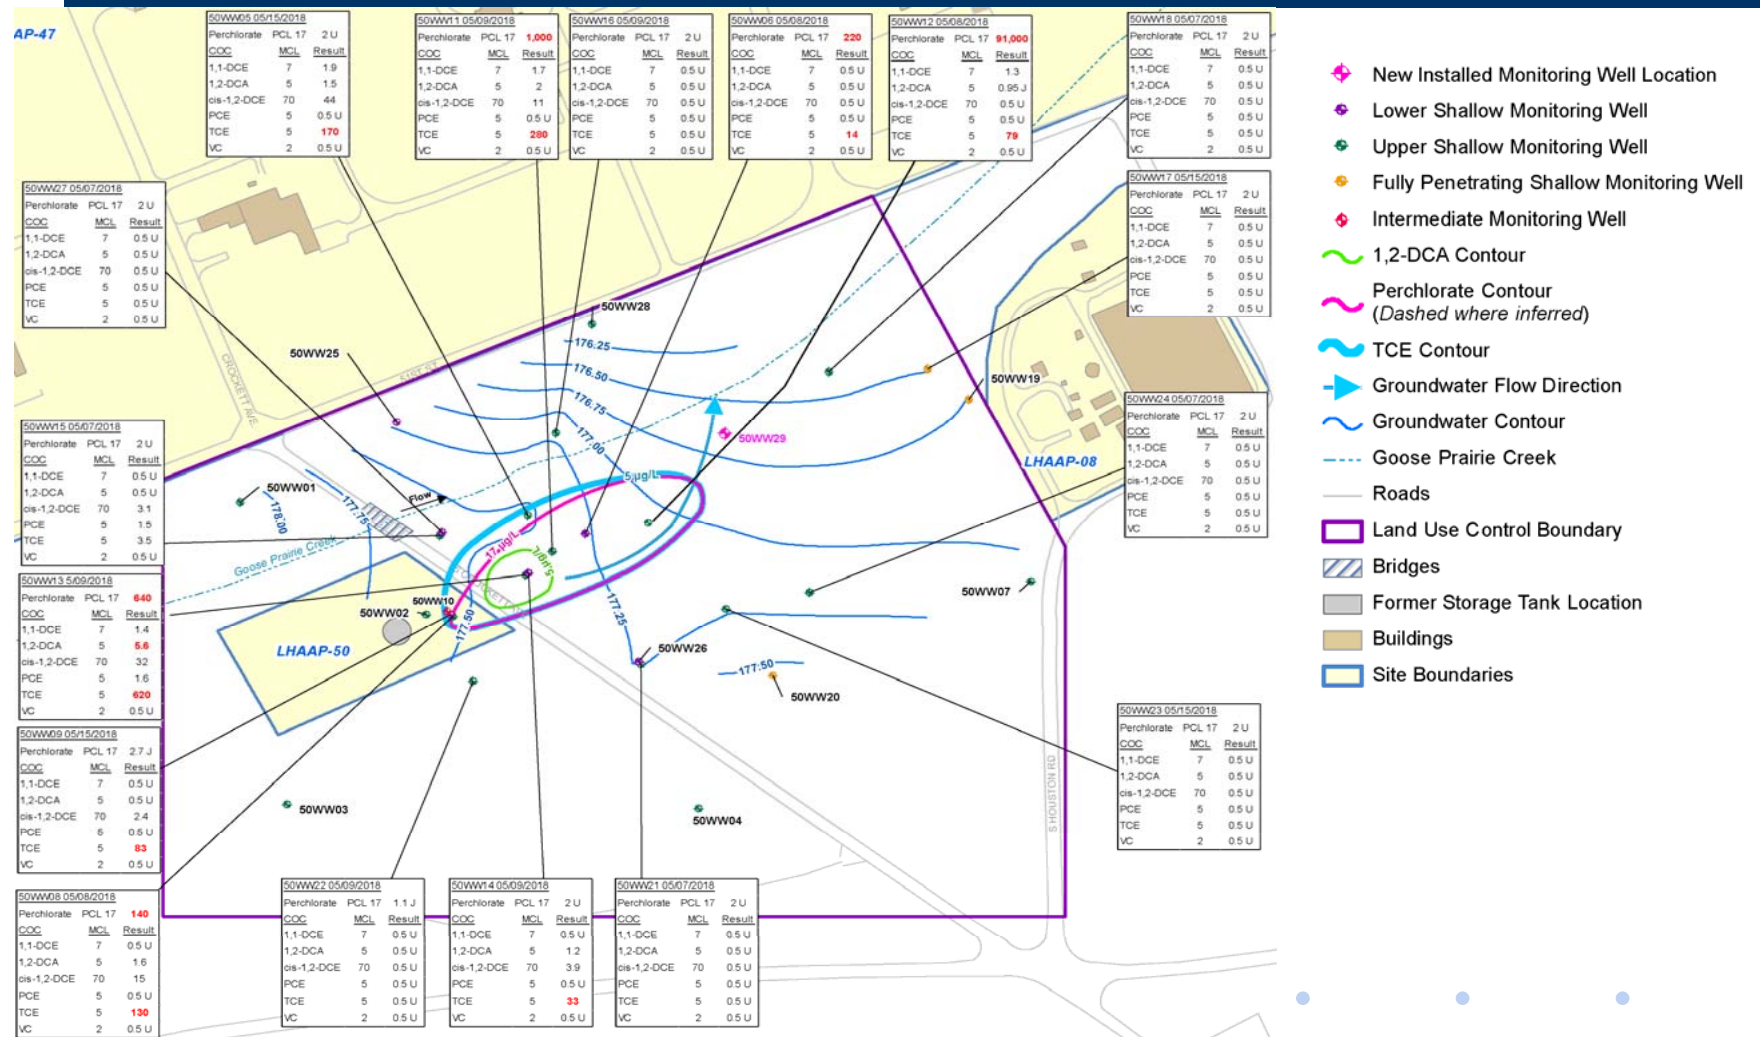 AP-47
50WW05 05/15/2018
Perchlorate PCL 17 2 U
COC MCL Result
1,1-DCE 7 1.9
1,2-DCA 5 1.5
cis-1,2-DCE 70 44
PCE 5 0.5 U
TCE 5 170
VC 2 0.5 U
50WW11 05/09/2018
Perchlorate PCL 17 1,000
COC MCL Result
1,1-DCE 7 1.7
1,2-DCA 5 2
cis-1,2-DCE 70 11
PCE 5 0.5 U
TCE 5 280
VC 2 0.5 U
50WW16 05/09/2018
Perchlorate PCL 17 2 U
COC MCL Result
1,1-DCE 7 0.5 U
1,2-DCA 5 0.5 U
cis-1,2-DCE 70 0.5 U
PCE 5 0.5 U
TCE 5 0.5 U
VC 2 0.5 U
50WW06 05/08/2018
Perchlorate PCL 17 220
COC MCL Result
1,1-DCE 7 0.5 U
1,2-DCA 5 0.5 U
cis-1,2-DCE 70 0.5 U
PCE 5 0.5 U
TCE 5 14
VC 2 0.5 U
50WW12 05/08/2018
Perchlorate PCL 17 91,000
COC MCL Result
1,1-DCE 7 1.3
1,2-DCA 5 0.95 J
cis-1,2-DCE 70 0.5 U
PCE 5 0.5 U
TCE 5 79
VC 2 0.5 U
50WW18 05/07/2018
Perchlorate PCL 17 2 U
COC MCL Result
1,1-DCE 7 0.5 U
1,2-DCA 5 0.5 U
cis-1,2-DCE 70 0.5 U
PCE 5 0.5 U
TCE 5 0.5 U
VC 2 0.5 U
50WW27 05/07/2018
Perchlorate PCL 17 2 U
COC MCL Result
1,1-DCE 7 0.5 U
1,2-DCA 5 0.5 U
cis-1,2-DCE 70 0.5 U
PCE 5 0.5 U
TCE 5 0.5 U
VC 2 0.5 U
50WW17 05/15/2018
Perchlorate PCL 17 2 U
COC MCL Result
1,1-DCE 7 0.5 U
1,2-DCA 5 0.5 U
cis-1,2-DCE 70 0.5 U
PCE 5 0.5 U
TCE 5 0.5 U
VC 2 0.5 U
50WW15 05/07/2018
Perchlorate PCL 17 2 U
COC MCL Result
1,1-DCE 7 0.5 U
1,2-DCA 5 0.5 U
cis-1,2-DCE 70 3.1
PCE 5 1.5
TCE 5 3.5
VC 2 0.5 U
50WW24 05/07/2018
Perchlorate PCL 17 2 U
COC MCL Result
1,1-DCE 7 0.5 U
1,2-DCA 5 0.5 U
cis-1,2-DCE 70 0.5 U
PCE 5 0.5 U
TCE 5 0.5 U
VC 2 0.5 U
50WW13 5/09/2018
Perchlorate PCL 17 640
COC MCL Result
1,1-DCE 7 1.4
1,2-DCA 5 5.6
cis-1,2-DCE 70 32
PCE 5 1.6
TCE 5 620
VC 2 0.5 U
50WW09 05/15/2018
Perchlorate PCL 17 2.7 J
COC MCL Result
1,1-DCE 7 0.5 U
1,2-DCA 5 0.5 U
cis-1,2-DCE 70 2.4
PCE 5 0.5 U
TCE 5 83
VC 2 0.5 U
50WW23 05/15/2018
Perchlorate PCL 17 2 U
COC MCL Result
1,1-DCE 7 0.5 U
1,2-DCA 5 0.5 U
cis-1,2-DCE 70 0.5 U
PCE 5 0.5 U
TCE 5 0.5 U
VC 2 0.5 U
50WW08 05/08/2018
Perchlorate PCL 17 140
COC MCL Result
1,1-DCE 7 0.5 U
1,2-DCA 5 1.6
cis-1,2-DCE 70 15
PCE 5 0.5 U
TCE 5 130
VC 2 0.5 U
50WW22 05/09/2018
Perchlorate PCL 17 1.1 J
COC MCL Result
1,1-DCE 7 0.5 U
1,2-DCA 5 0.5 U
cis-1,2-DCE 70 0.5 U
PCE 5 0.5 U
TCE 5 0.5 U
VC 2 0.5 U
50WW14 05/09/2018
Perchlorate PCL 17 2 U
COC MCL Result
1,1-DCE 7 0.5 U
1,2-DCA 5 1.2
cis-1,2-DCE 70 3.9
PCE 5 0.5 U
TCE 5 33
VC 2 0.5 U
50WW21 05/07/2018
Perchlorate PCL 17 2 U
COC MCL Result
1,1-DCE 7 0.5 U
1,2-DCA 5 0.5 U
cis-1,2-DCE 70 0.5 U
PCE 5 0.5 U
TCE 5 0.5 U
VC 2 0.5 U
50WW28
176.25
50WW25
51ST ST
CROCKETT AVE
176.50
50WW19
176.75
177.00
50WW29
LHAAP-08
5 µg/L
50WW01
178.00
177.75
Flow
Goose Prairie Creek
17 µg/L
5 µg/L
S CROCKETT AVE
50WW07
50WW10
50WW02
177.50
177.25
LHAAP-50
50WW26
177.50
50WW20
50WW03
50WW04
S HOUSTON RD
New Installed Monitoring Well Location
Lower Shallow Monitoring Well
Upper Shallow Monitoring Well
Fully Penetrating Shallow Monitoring Well
Intermediate Monitoring Well
1,2-DCA Contour
Perchlorate Contour
(Dashed where inferred)
TCE Contour
Groundwater Flow Direction
Groundwater Contour
Goose Prairie Creek
Roads
Land Use Control Boundary
Bridges
Former Storage Tank Location
Buildings
Site Boundaries